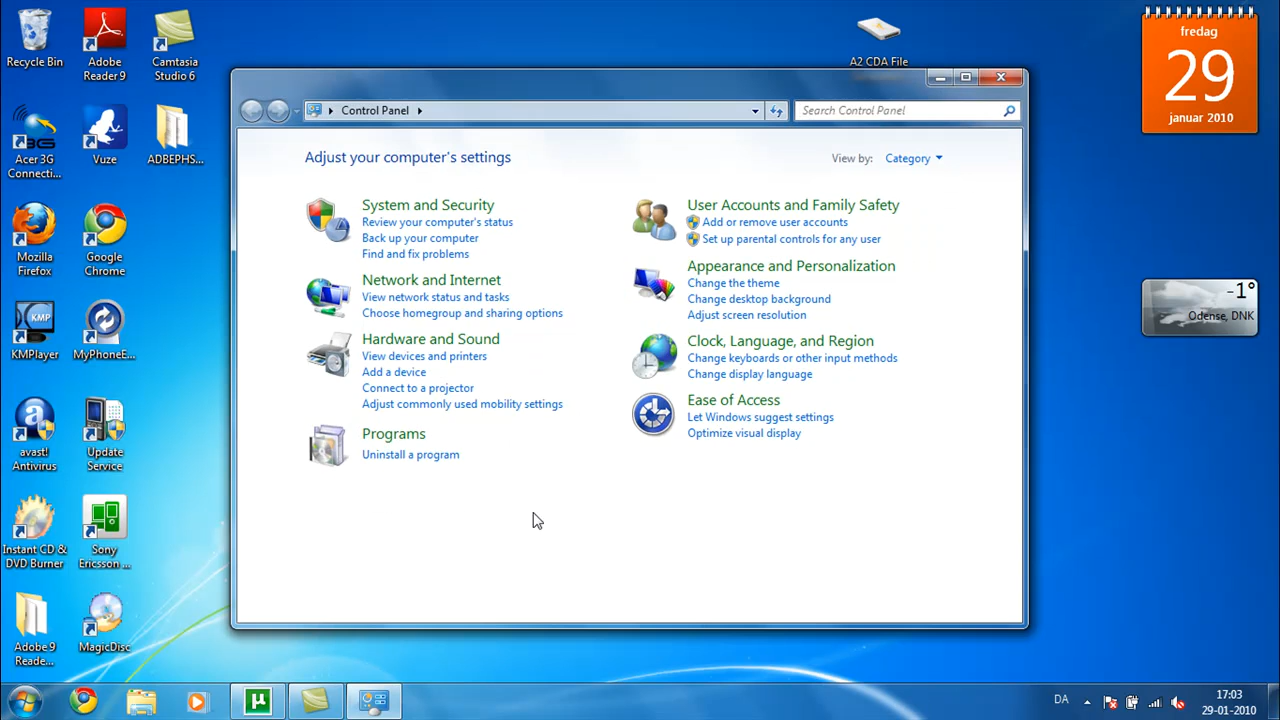 Recycle Bin
Adobe
Reader 9
Camtasia
Studio 6
A2 CDA File
fredag
29
januar 2010
Acer 3G
Connecti...
Vuze
ADBEPHS...
Mozilla
Firefox
Google
Chrome
KMP
KMPlayer
MyPhoneE...
avast!
Antivirus
Update
Service
Instant CD &
DVD Burner
Sony
Ericsson ...
Adobe 9
Reade...
MagicDisc
Control Panel
Search Control Panel
Adjust your computer's settings
View by: Category
System and Security
Review your computer's status
Back up your computer
Find and fix problems
Network and Internet
View network status and tasks
Choose homegroup and sharing options
Hardware and Sound
View devices and printers
Add a device
Connect to a projector
Adjust commonly used mobility settings
Programs
Uninstall a program
User Accounts and Family Safety
Add or remove user accounts
Set up parental controls for any user
Appearance and Personalization
Change the theme
Change desktop background
Adjust screen resolution
Clock, Language, and Region
Change keyboards or other input methods
Change display language
Ease of Access
Let Windows suggest settings
Optimize visual display
-1°
Odense, DNK
µ
DA
17:03
29-01-2010